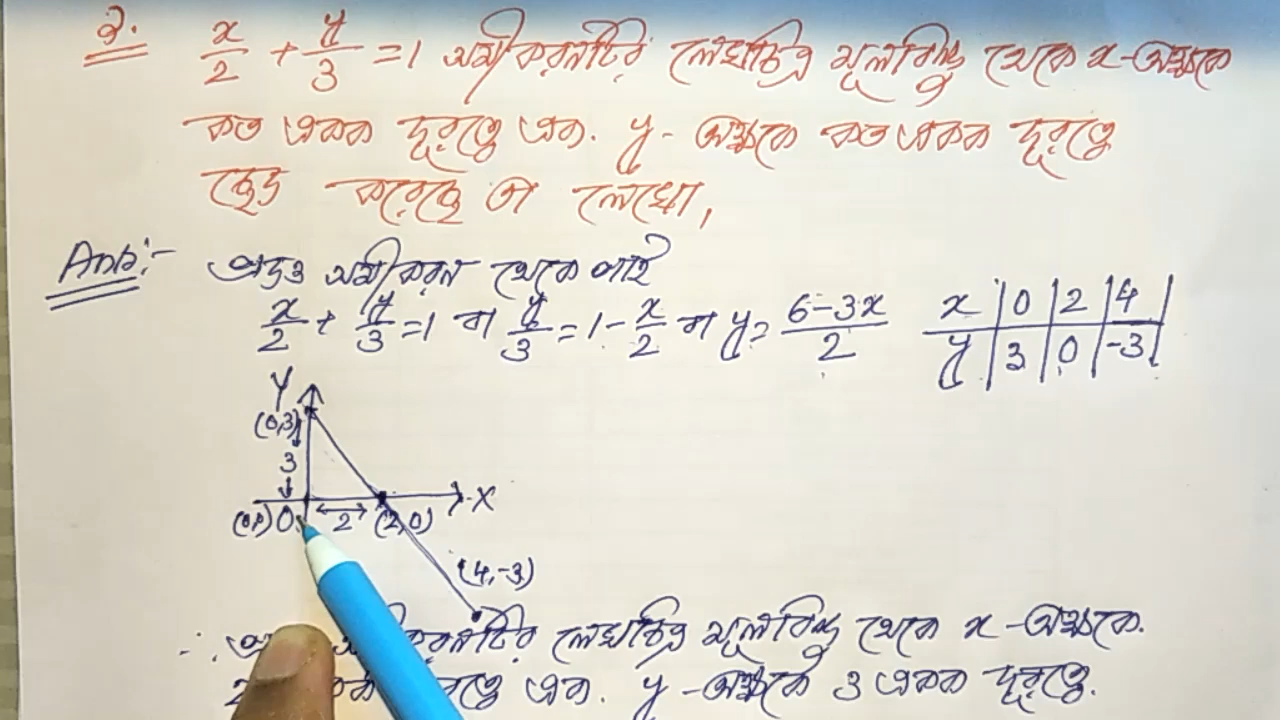 ২. x/2 + y/3 = 1 সমীকরণটির লেখচিত্র মূলবিন্দু থেকে x-অক্ষকে
কত একক দূরত্বে এবং y-অক্ষকে কত একক দূরত্বে
ছেদ করেছে তা লেখো,
Ans:- প্রদত্ত সমীকরণ থেকে পাই
x/2 + y/3 = 1 বা y/3 = 1 - x/2 বা y = (6-3x)/2
x | 0 | 2 | 4 |
y | 3 | 0 | -3 |
Y
(0,3)
3
X
(0,0) O 2 (2,0)
(4,-3)
∴ লেখচিত্র মূলবিন্দু থেকে x-অক্ষকে.
2 দূরত্বে এবং y-অক্ষকে 3 একক দূরত্বে.